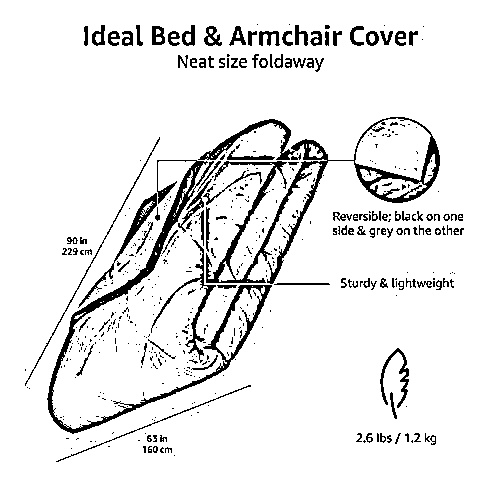 Ideal Bed & Armchair Cover
Neat size foldaway
Reversible; black on one
side & grey on the other
90 in
229 cm
Sturdy & lightweight
63 in
160 cm
2.6 lbs / 1.2 kg